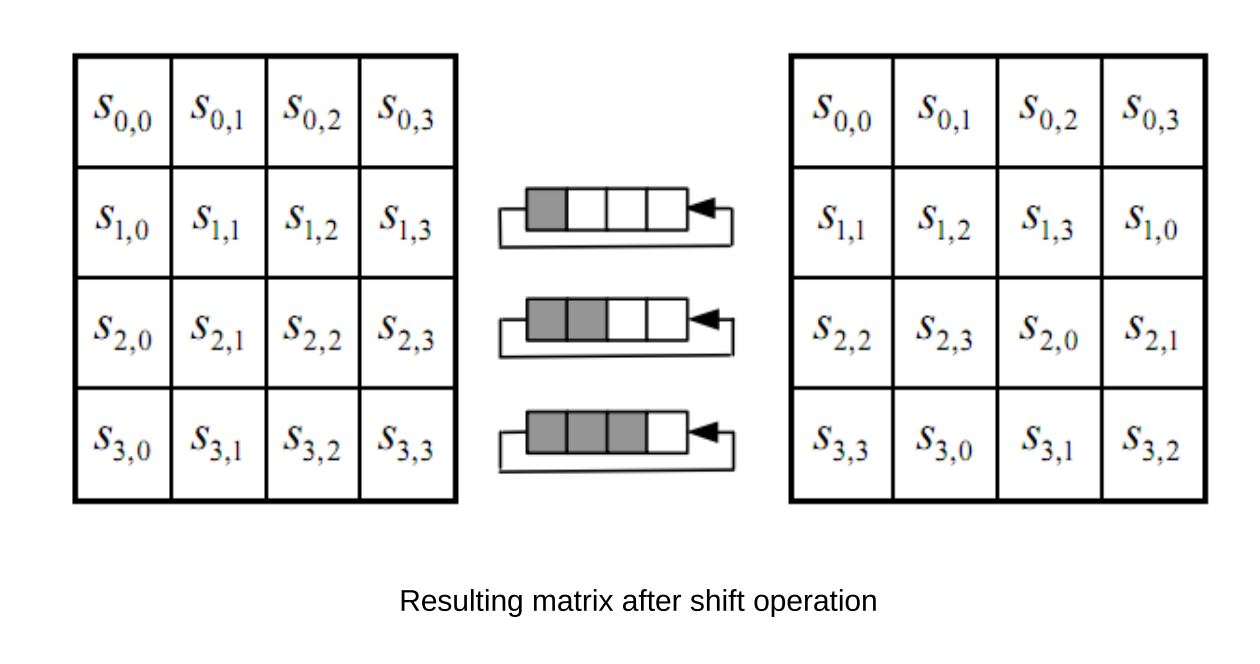 S0,0 S0,1 S0,2 S0,3 S0,0 S0,1 S0,2 S0,3
S1,0 S1,1 S1,2 S1,3 S1,1 S1,2 S1,3 S1,0
S2,0 S2,1 S2,2 S2,3 S2,2 S2,3 S2,0 S2,1
S3,0 S3,1 S3,2 S3,3 S3,3 S3,0 S3,1 S3,2
Resulting matrix after shift operation